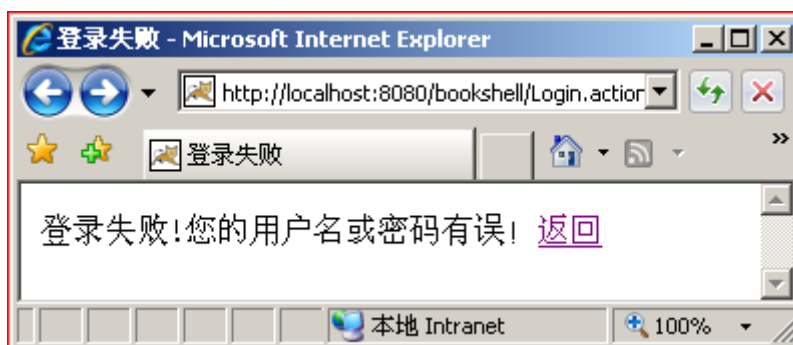 登录失败 - Microsoft Internet Explorer
http://localhost:8080/bookshell/Login.action
登录失败
»
登录失败!您的用户名或密码有误! 返回
本地 Intranet
100%